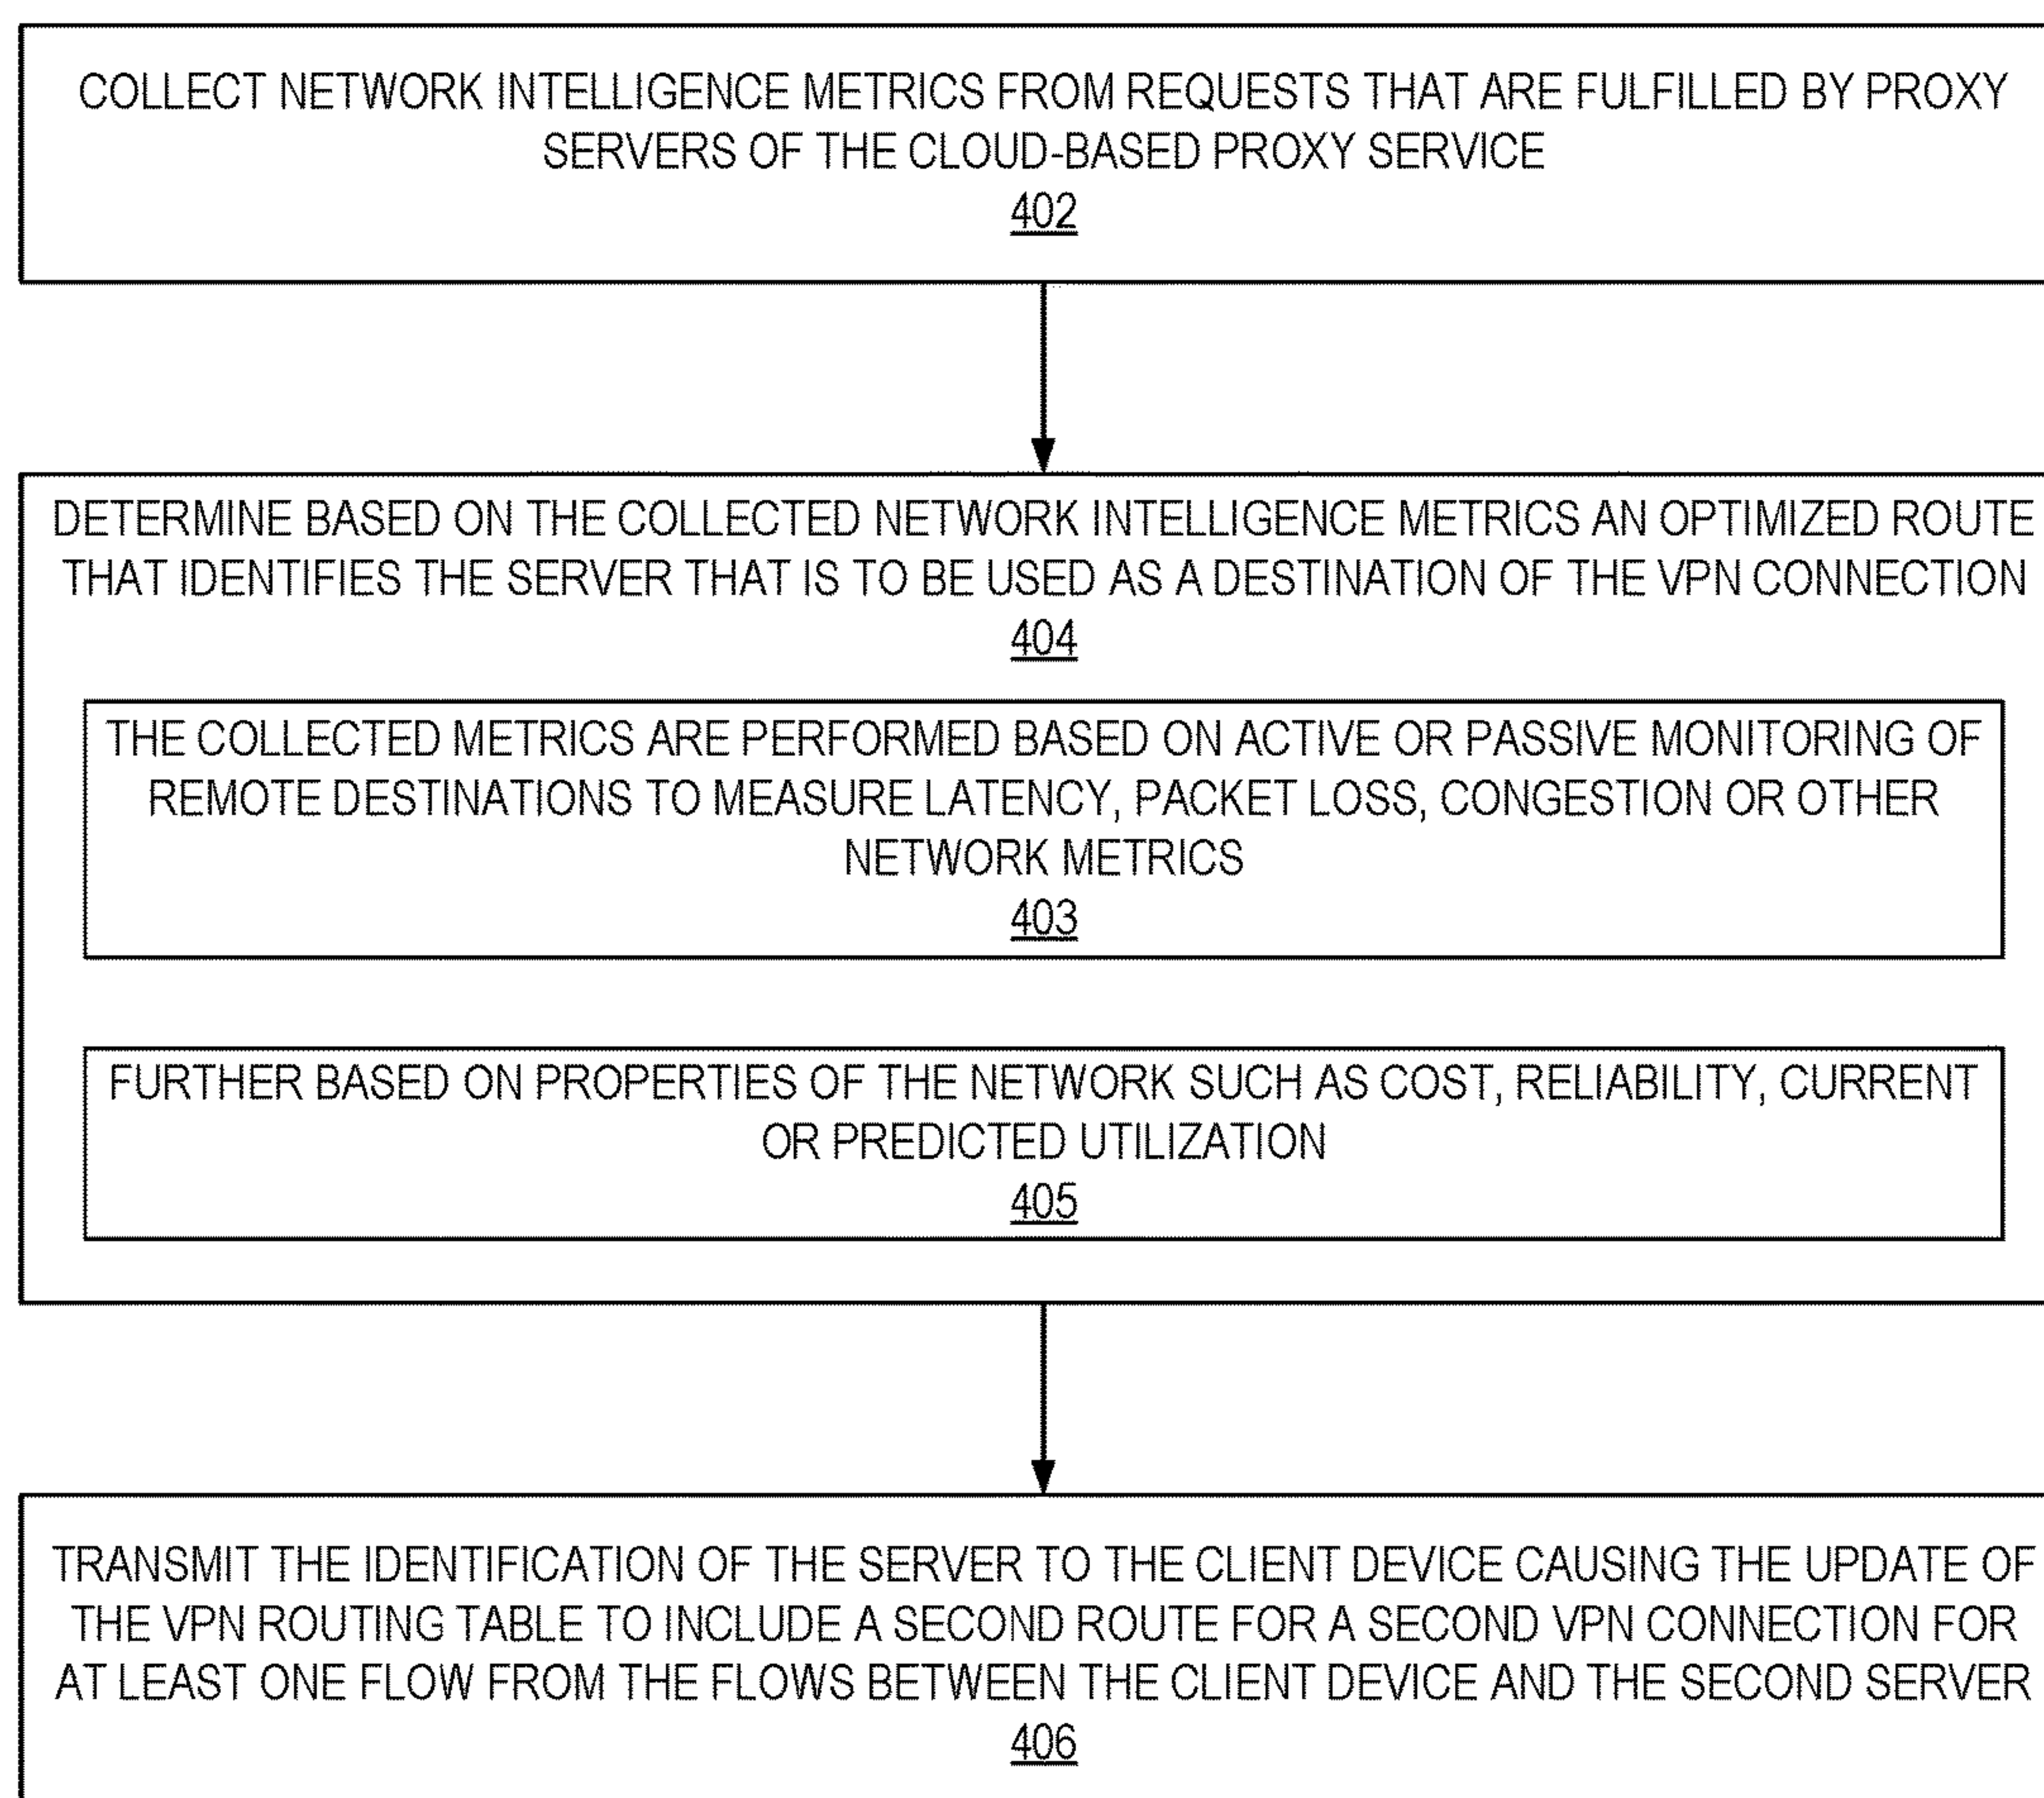 COLLECT NETWORK INTELLIGENCE METRICS FROM REQUESTS THAT ARE FULFILLED BY PROXY
SERVERS OF THE CLOUD-BASED PROXY SERVICE
402
DETERMINE BASED ON THE COLLECTED NETWORK INTELLIGENCE METRICS AN OPTIMIZED ROUTE
THAT IDENTIFIES THE SERVER THAT IS TO BE USED AS A DESTINATION OF THE VPN CONNECTION
404
THE COLLECTED METRICS ARE PERFORMED BASED ON ACTIVE OR PASSIVE MONITORING OF
REMOTE DESTINATIONS TO MEASURE LATENCY, PACKET LOSS, CONGESTION OR OTHER
NETWORK METRICS
403
FURTHER BASED ON PROPERTIES OF THE NETWORK SUCH AS COST, RELIABILITY, CURRENT
OR PREDICTED UTILIZATION
405
TRANSMIT THE IDENTIFICATION OF THE SERVER TO THE CLIENT DEVICE CAUSING THE UPDATE OF
THE VPN ROUTING TABLE TO INCLUDE A SECOND ROUTE FOR A SECOND VPN CONNECTION FOR
AT LEAST ONE FLOW FROM THE FLOWS BETWEEN THE CLIENT DEVICE AND THE SECOND SERVER
406